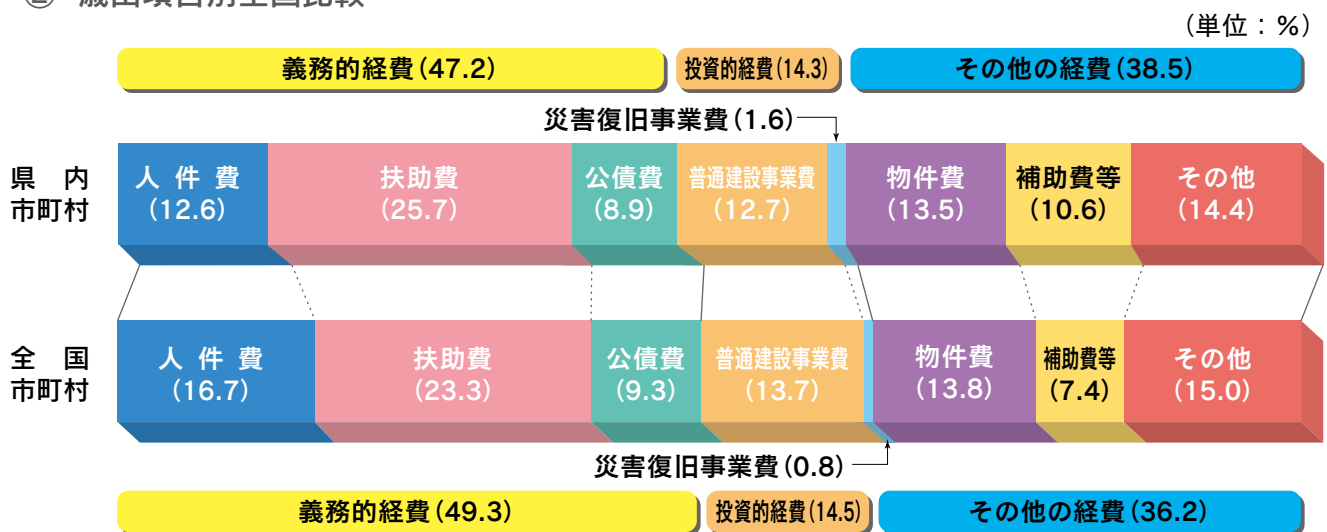 (単位：%)
義務的経費(47.2)
投資的経費(14.3)
その他の経費(38.5)
災害復旧事業費(1.6)
県　内
市町村
人 件 費
(12.6)
扶助費
(25.7)
公債費
(8.9)
普通建設事業費
(12.7)
物件費
(13.5)
補助費等
(10.6)
その他
(14.4)
全　国
市町村
人 件 費
(16.7)
扶助費
(23.3)
公債費
(9.3)
普通建設事業費
(13.7)
物件費
(13.8)
補助費等
(7.4)
その他
(15.0)
災害復旧事業費(0.8)
義務的経費(49.3)
投資的経費(14.5)
その他の経費(36.2)